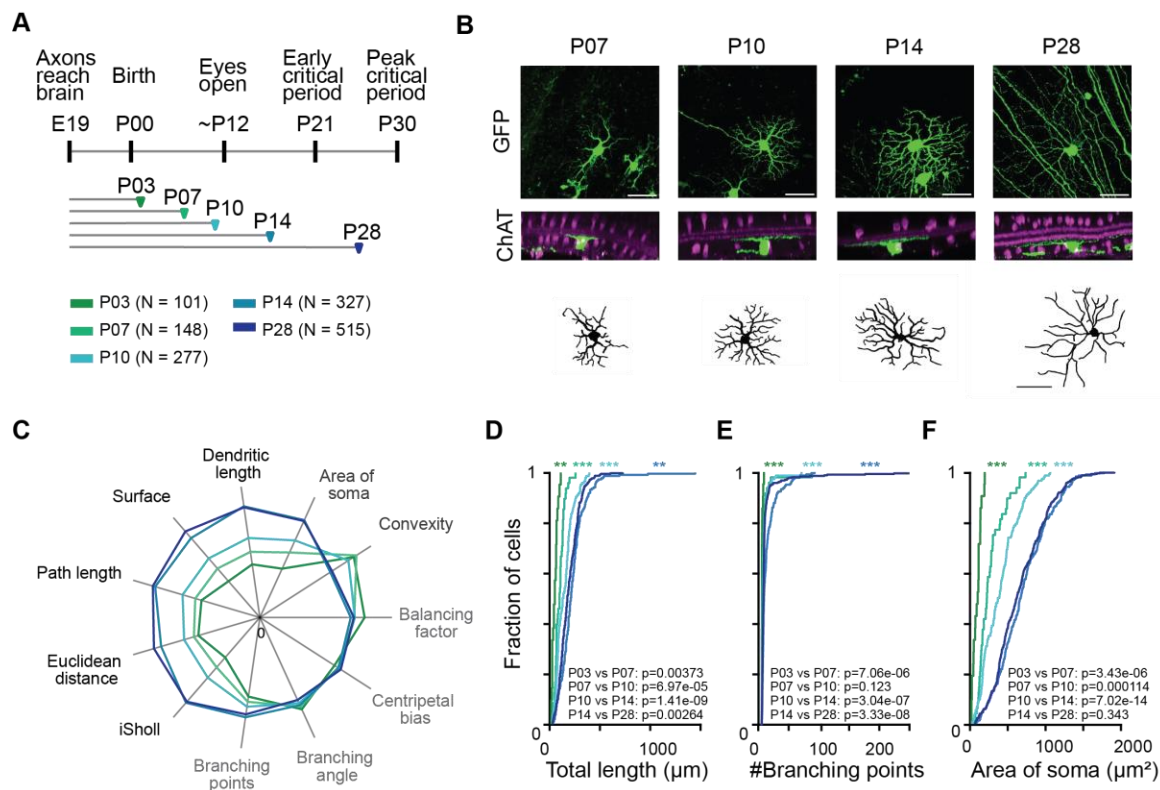 A
Axons reach brain
Birth
Eyes open
Early critical period
Peak critical period
E19 P00 ~P12 P21 P30
P03
P07
P10
P14
P28
P03 (N = 101)
P07 (N = 148)
P10 (N = 277)
P14 (N = 327)
P28 (N = 515)
B
P07 P10 P14 P28
GFP
ChAT
C
Dendritic length
Area of soma
Convexity
Balancing factor
Centripetal bias
Branching angle
Branching points
iSholl
Euclidean distance
Path length
Surface
0
D
** *** *** **
1
Fraction of cells
P03 vs P07: p=0.00373
P07 vs P10: p=6.97e-05
P10 vs P14: p=1.41e-09
P14 vs P28: p=0.00264
0
0 1000
Total length (µm)
E
*** *** ***
1
P03 vs P07: p=7.06e-06
P07 vs P10: p=0.123
P10 vs P14: p=3.04e-07
P14 vs P28: p=3.33e-08
0
0 100 200
#Branching points
F
*** *** ***
1
P03 vs P07: p=3.43e-06
P07 vs P10: p=0.000114
P10 vs P14: p=7.02e-14
P14 vs P28: p=0.343
0
0 1000 2000
Area of soma (µm²)